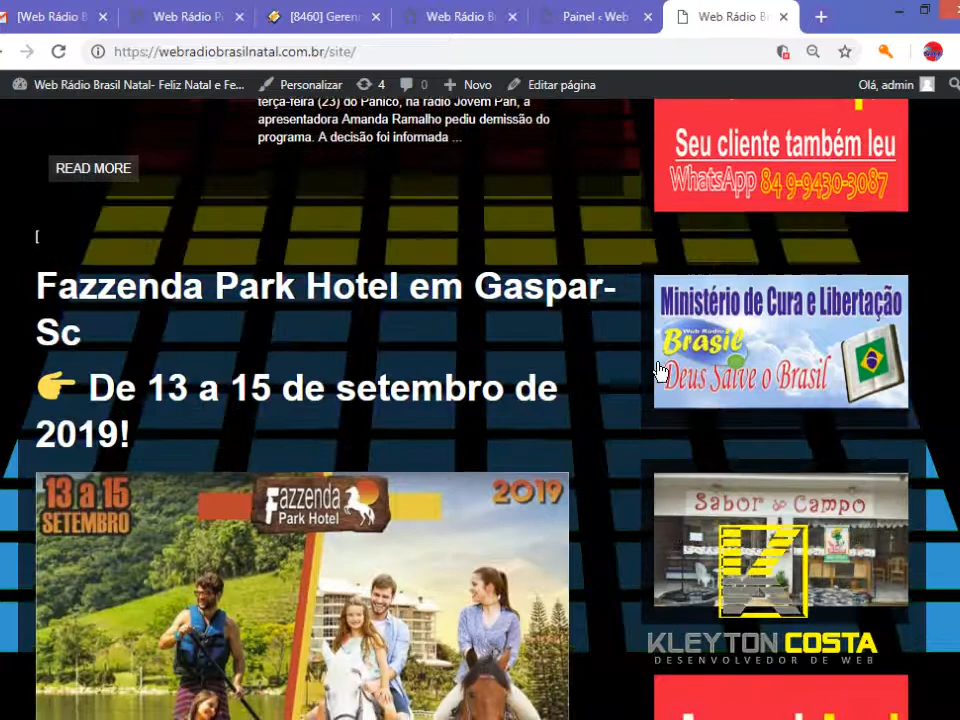 [Web Rádio B
Web Rádio P
[8460] Geren
Web Rádio B
Painel ‹ Web
Web Rádio B
https://webradiobrasilnatal.com.br/site/
Web Rádio Brasil Natal- Feliz Natal e Fe...
Personalizar
4
0
Novo
Editar página
Olá, admin
terça-feira (23) do Pânico, na rádio Jovem Pan, a
apresentadora Amanda Ramalho pediu demissão do
programa. A decisão foi informada ...
READ MORE
Seu cliente também leu
WhatsApp 84 9-9430-3087
[
Fazzenda Park Hotel em Gaspar-
Sc
👉 De 13 a 15 de setembro de
2019!
Ministério de Cura e Libertação
Web Rádio
Brasil
Deus Salve o Brasil
13 a 15
SETEMBRO
Fazzenda
Park Hotel
2019
Sabor do Campo
KLEYTON COSTA
DESENVOLVEDOR DE WEB